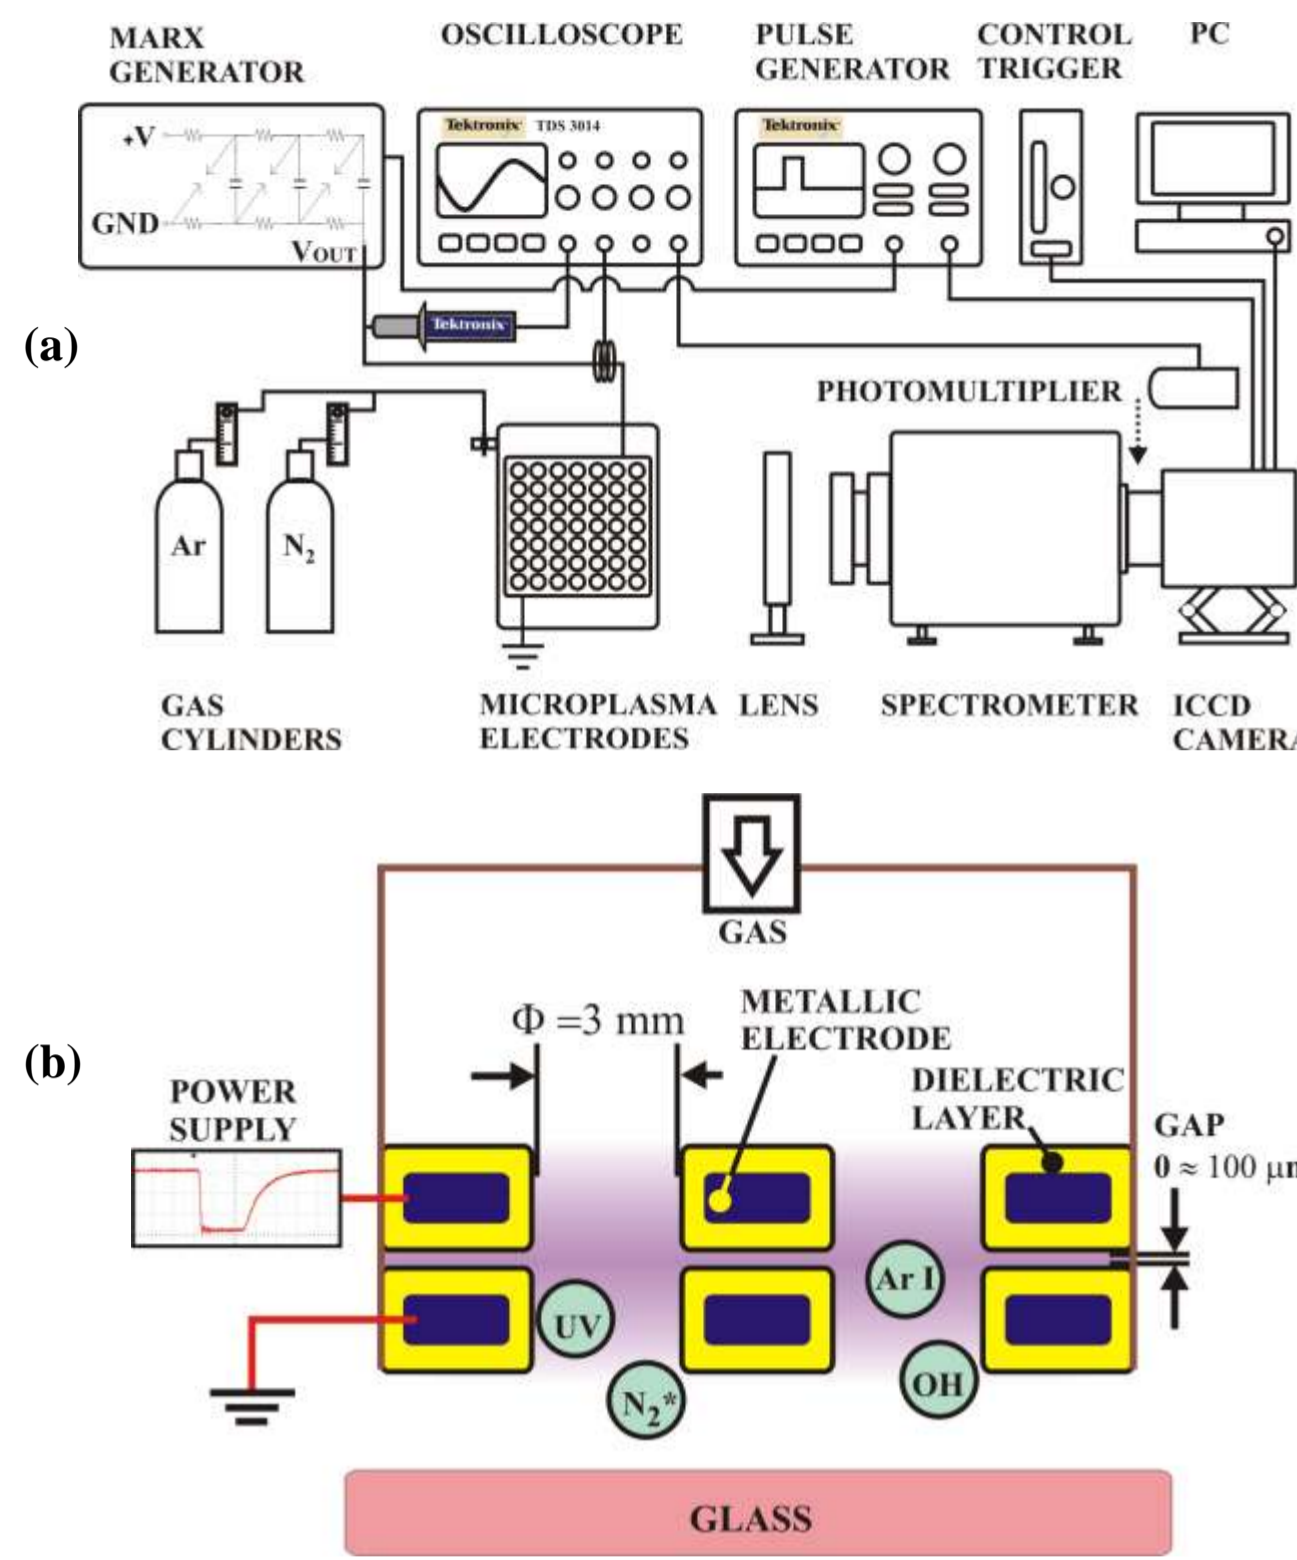 MARX
GENERATOR
OSCILLOSCOPE
PULSE
GENERATOR
CONTROL
TRIGGER
PC
+V
GND
VOUT
Tektronix TDS 3014
Tektronix
Tektronix
(a)
PHOTOMULTIPLIER
Ar
N2
GAS
CYLINDERS
MICROPLASMA
ELECTRODES
LENS
SPECTROMETER
ICCD
CAMERA
GAS
Φ =3 mm
METALLIC
ELECTRODE
(b)
POWER
SUPPLY
DIELECTRIC
LAYER
GAP
0 ≈ 100 μm
Ar I
UV
N2*
OH
GLASS